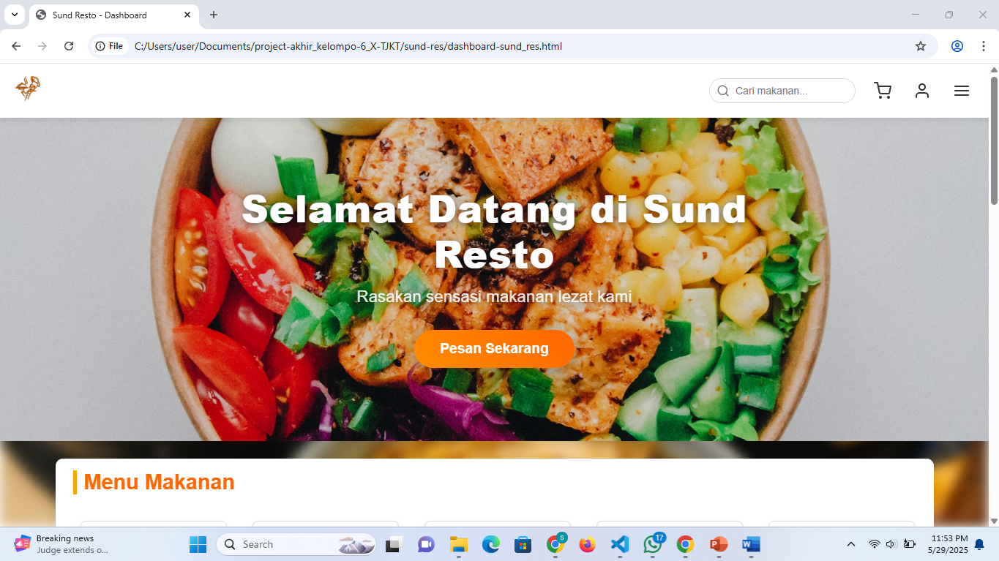 Sund Resto - Dashboard
File
C:/Users/user/Documents/project-akhir_kelompo-6_X-TJKT/sund-res/dashboard-sund_res.html
Cari makanan...
Selamat Datang di Sund
Resto
Rasakan sensasi makanan lezat kami
Pesan Sekarang
Menu Makanan
Breaking news
Judge extends o...
Search
S
17
11:53 PM
5/29/2025